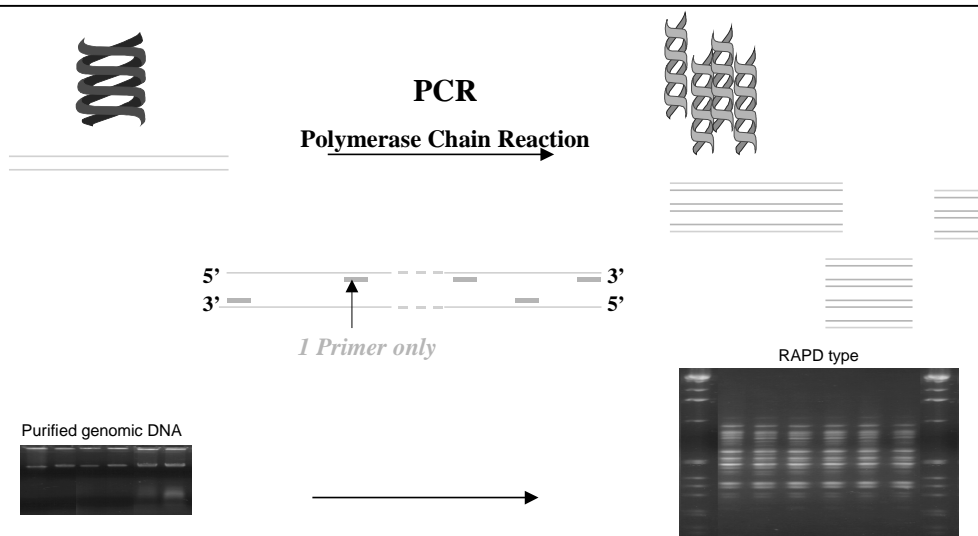 PCR
Polymerase Chain Reaction
5’ 3’
3’ 5’
1 Primer only
RAPD type
Purified genomic DNA